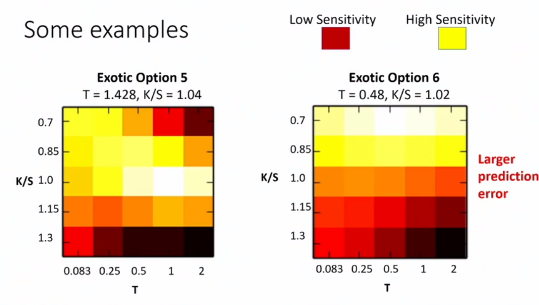 Some examples
Low Sensitivity
High Sensitivity
Exotic Option 5
T = 1.428, K/S = 1.04
0.7
0.85
K/S
1.0
1.15
1.3
0.083 0.25 0.5 1 2
T
Exotic Option 6
T = 0.48, K/S = 1.02
0.7
0.85
K/S
1.0
1.15
1.3
0.083 0.25 0.5 1 2
T
Larger
prediction
error